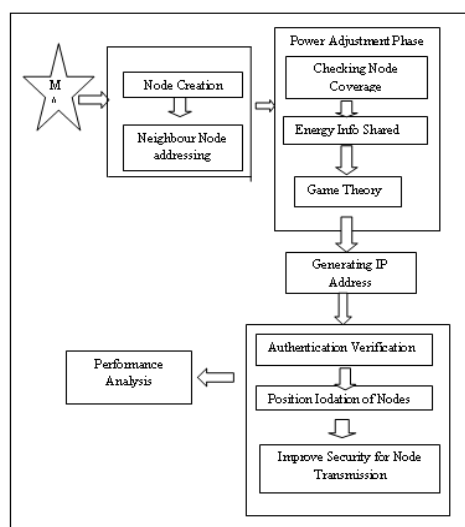 M
Node Creation
Neighbour Node
addressing
Power Adjustment Phase
Checking Node
Coverage
Energy Info Shared
Game Theory
Generating IP
Address
Authentication Verification
Position Iodation of Nodes
Improve Security for Node
Transmission
Performance
Analysis